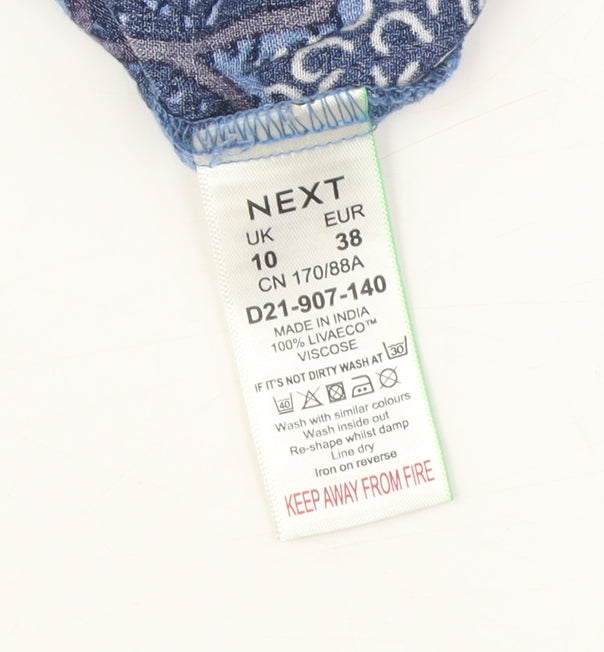 NEXT
UK EUR
10 38
CN 170/88A
D21-907-140
MADE IN INDIA
100% LIVAECO™
VISCOSE
IF IT'S NOT DIRTY WASH AT 30
40
Wash with similar colours
Wash inside out
Re-shape whilst damp
Line dry
Iron on reverse
KEEP AWAY FROM FIRE